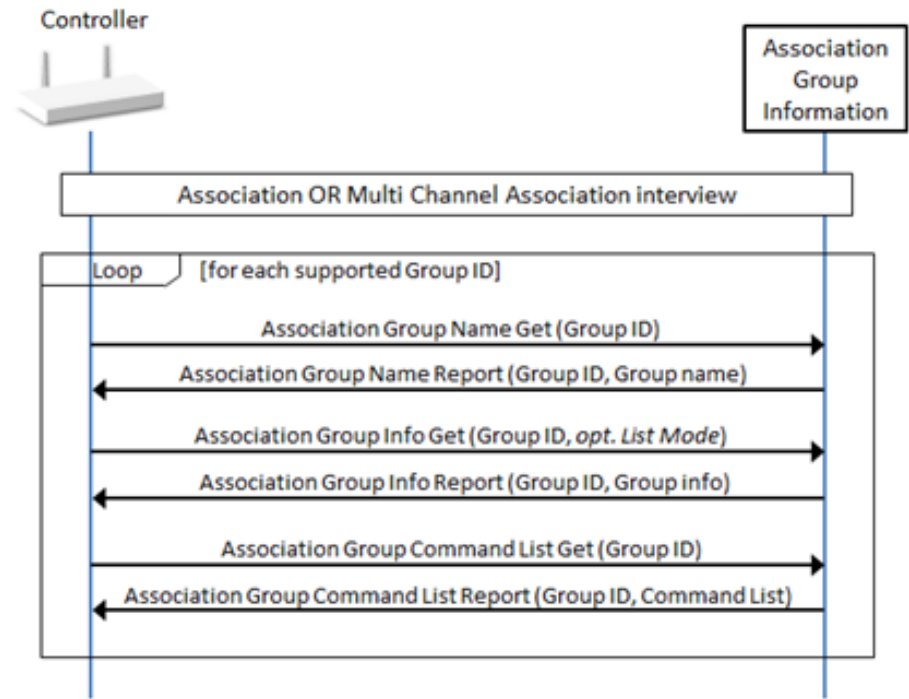 Controller
Association
Group
Information
Association OR Multi Channel Association interview
Loop [for each supported Group ID]
Association Group Name Get (Group ID)
Association Group Name Report (Group ID, Group name)
Association Group Info Get (Group ID, opt. List Mode)
Association Group Info Report (Group ID, Group info)
Association Group Command List Get (Group ID)
Association Group Command List Report (Group ID, Command List)